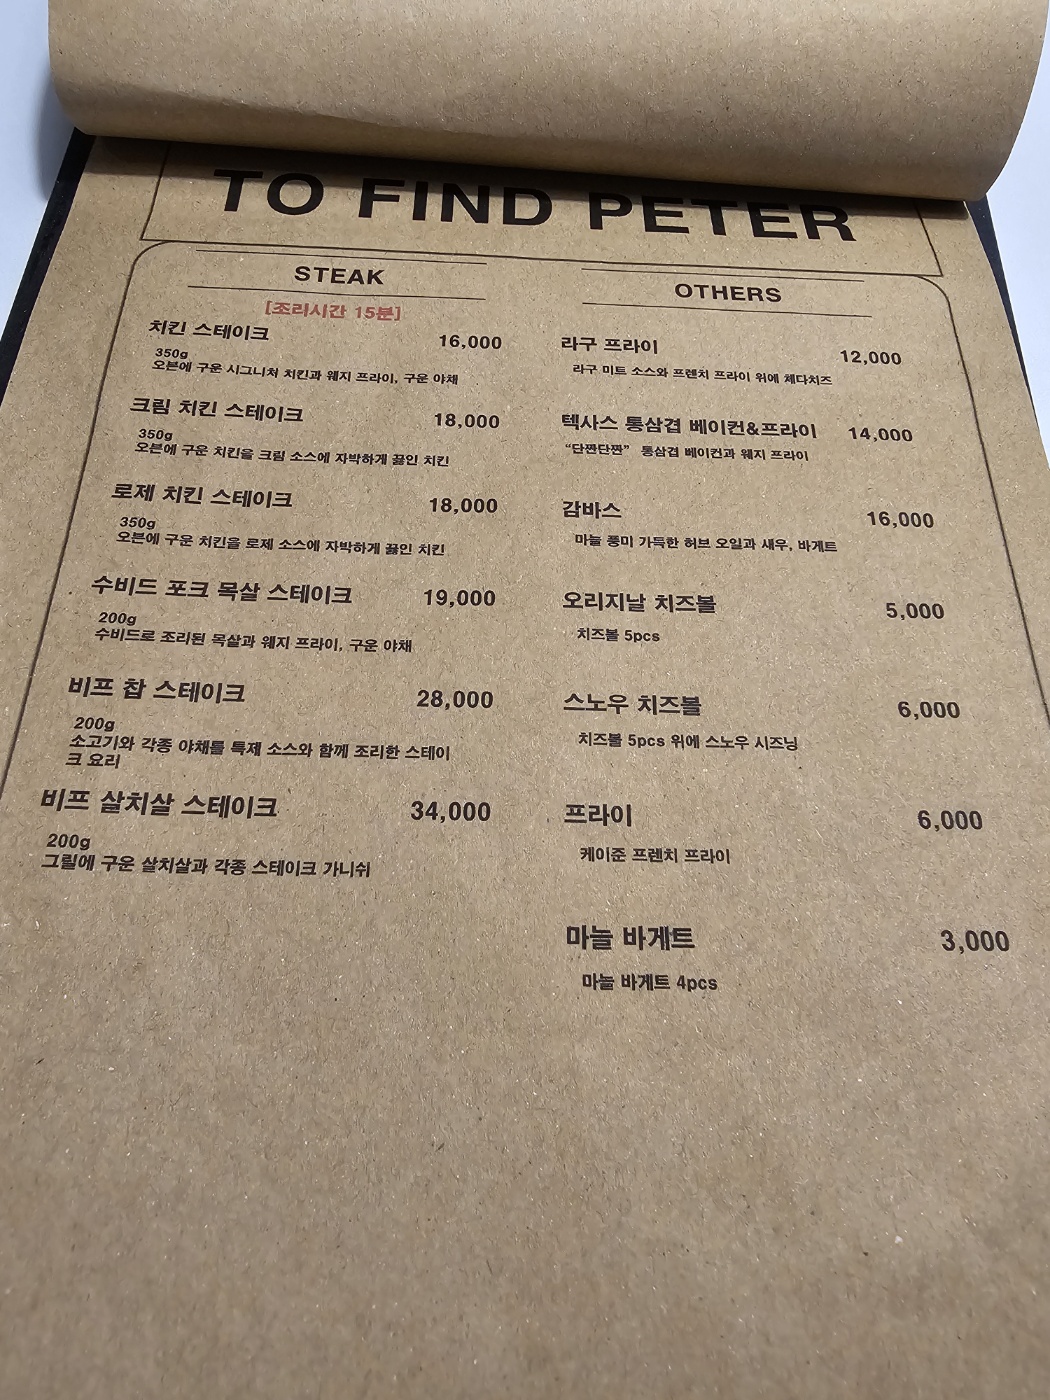 TO FIND PETER
STEAK
[조리시간 15분]
치킨 스테이크 16,000
350g
오븐에 구운 시그니처 치킨과 웨지 프라이, 구운 야채
크림 치킨 스테이크 18,000
350g
오븐에 구운 치킨을 크림 소스에 자박하게 끓인 치킨
로제 치킨 스테이크 18,000
350g
오븐에 구운 치킨을 로제 소스에 자박하게 끓인 치킨
수비드 포크 목살 스테이크 19,000
200g
수비드로 조리된 목살과 웨지 프라이, 구운 야채
비프 찹 스테이크 28,000
200g
소고기와 각종 야채를 특제 소스와 함께 조리한 스테이
크 요리
비프 살치살 스테이크 34,000
200g
그릴에 구운 살치살과 각종 스테이크 가니쉬
OTHERS
라구 프라이 12,000
라구 미트 소스와 프렌치 프라이 위에 체다치즈
텍사스 통삼겹 베이컨&프라이 14,000
“단짠단짠” 통삼겹 베이컨과 웨지 프라이
감바스 16,000
마늘 풍미 가득한 허브 오일과 새우, 바게트
오리지날 치즈볼 5,000
치즈볼 5pcs
스노우 치즈볼 6,000
치즈볼 5pcs 위에 스노우 시즈닝
프라이 6,000
케이준 프렌치 프라이
마늘 바게트 3,000
마늘 바게트 4pcs